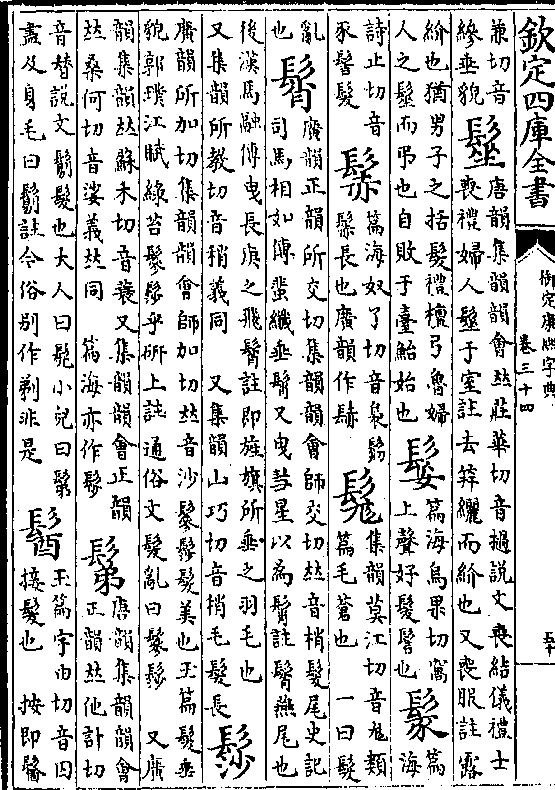 欽定四庫全書
御定康熙字典
卷三十四
兼切音
縿垂貌
髽
唐韻集韻韻會𠀤莊華切音撾説文喪結儀禮士
喪禮婦人髽于室註去筓纚而紒也又喪服註露
紒也猶男子之括髮禮檀弓魯婦
人之髽而弔也自敗于臺鮐始也
篇海烏果切窩
上聲好髮髻也
篇
海
詩止切音
豕髻髮
篇海奴了切音裊
長也廣韻作
集韻莫江切音尨類
篇毛蒼也 一曰髮
亂
也
髾
廣韻正韻所交切集韻韻會師交切𠀤音梢髮尾史記
司馬相如傳蜚纖垂髾又曳彗星以為髾註髾燕尾也
後漢馬融傳曳長庚之飛髾註即旌旗所垂之羽毛也
又集韻所教切音稍義同 又集韻山巧切音梢毛髮長
髿
廣韻所加切集韻韻會師加切𠀤音沙鬖髿髮美也玉篇髮垂
貌郭璞江賦綠苔鬖髿乎研上註通俗文髮亂曰鬖髿 又廣
韻集韻𠀤蘇禾切音蓑又集韻韻會正韻
𠀤桑何切音娑義𠀤同 篇海亦作髿
鬀
唐韻集韻韻會
正韻𠀤他計切
音替説文鬀髮也大人曰髡小兒曰鬀
盡及身毛曰鬀註今俗别作剃非是
玉篇字由切音囚
接髮也 按即